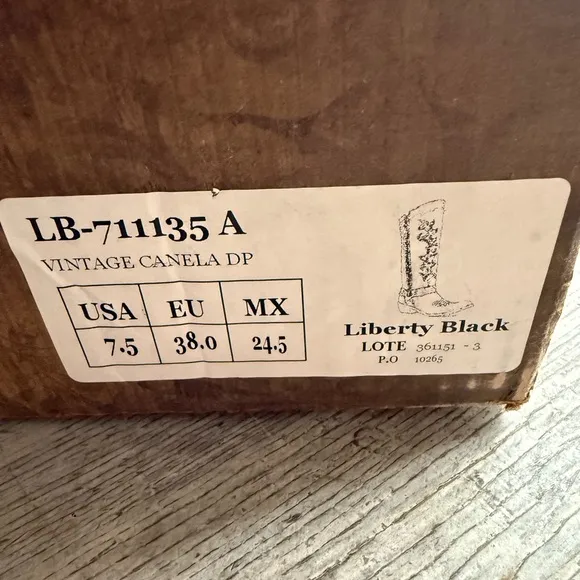 LB-711135 A
VINTAGE CANELA DP
USA EU MX
7.5 38.0 24.5
Liberty Black
LOTE 361151 - 3
P.O 10265